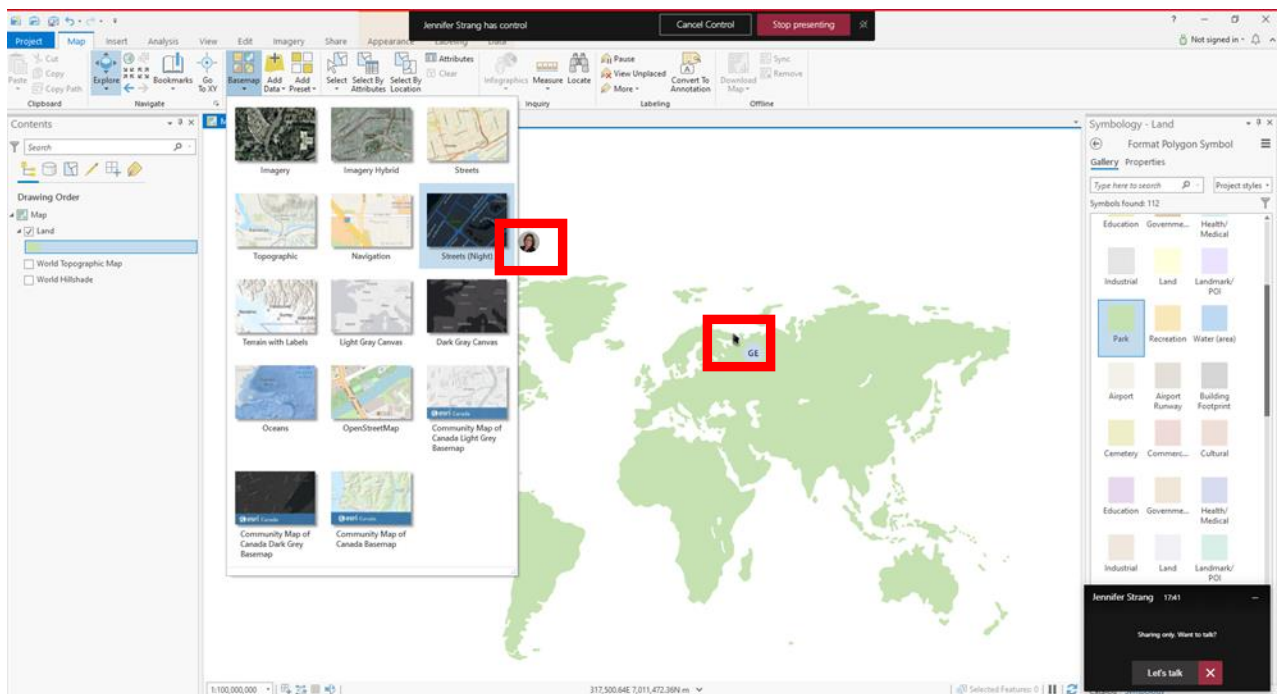 Jennifer Strang has control
Cancel Control
Stop presenting
?
Not signed in
Project
Map
Insert
Analysis
View
Edit
Imagery
Share
Appearance
Labeling
Data
Paste
Cut
Copy
Copy Path
Clipboard
Explore
Bookmarks
Go
To XY
Navigate
Basemap
Add
Data
Add
Preset
Select
Select By
Attributes
Select By
Location
Attributes
Clear
Infographics
Measure
Locate
Inquiry
Pause
View Unplaced
More
Convert To
Annotation
Labeling
Download
Map
Sync
Remove
Offline
Contents
Search
Drawing Order
Map
Land
World Topographic Map
World Hillshade
Imagery
Imagery Hybrid
Streets
Topographic
Navigation
Streets (Night)
Terrain with Labels
Light Gray Canvas
Dark Gray Canvas
Oceans
OpenStreetMap
esri Canada
Community Map of
Canada Light Grey
Basemap
esri Canada
Community Map of
Canada Dark Grey
Basemap
esri Canada
Community Map of
Canada Basemap
GE
1:100,000,000
317,500.64E 7,011,472.36N m
Selected Features: 0
Symbology - Land
Format Polygon Symbol
Gallery
Properties
Type here to search
Project styles
Symbols found: 112
Education
Governme...
Health/
Medical
Industrial
Land
Landmark/
POI
Park
Recreation
Water (area)
Airport
Airport
Runway
Building
Footprint
Cemetery
Commerc...
Cultural
Education
Governme...
Health/
Medical
Industrial
Land
Landmark/
POI
Jennifer Strang 17:41
Sharing only. Want to talk?
Let's talk